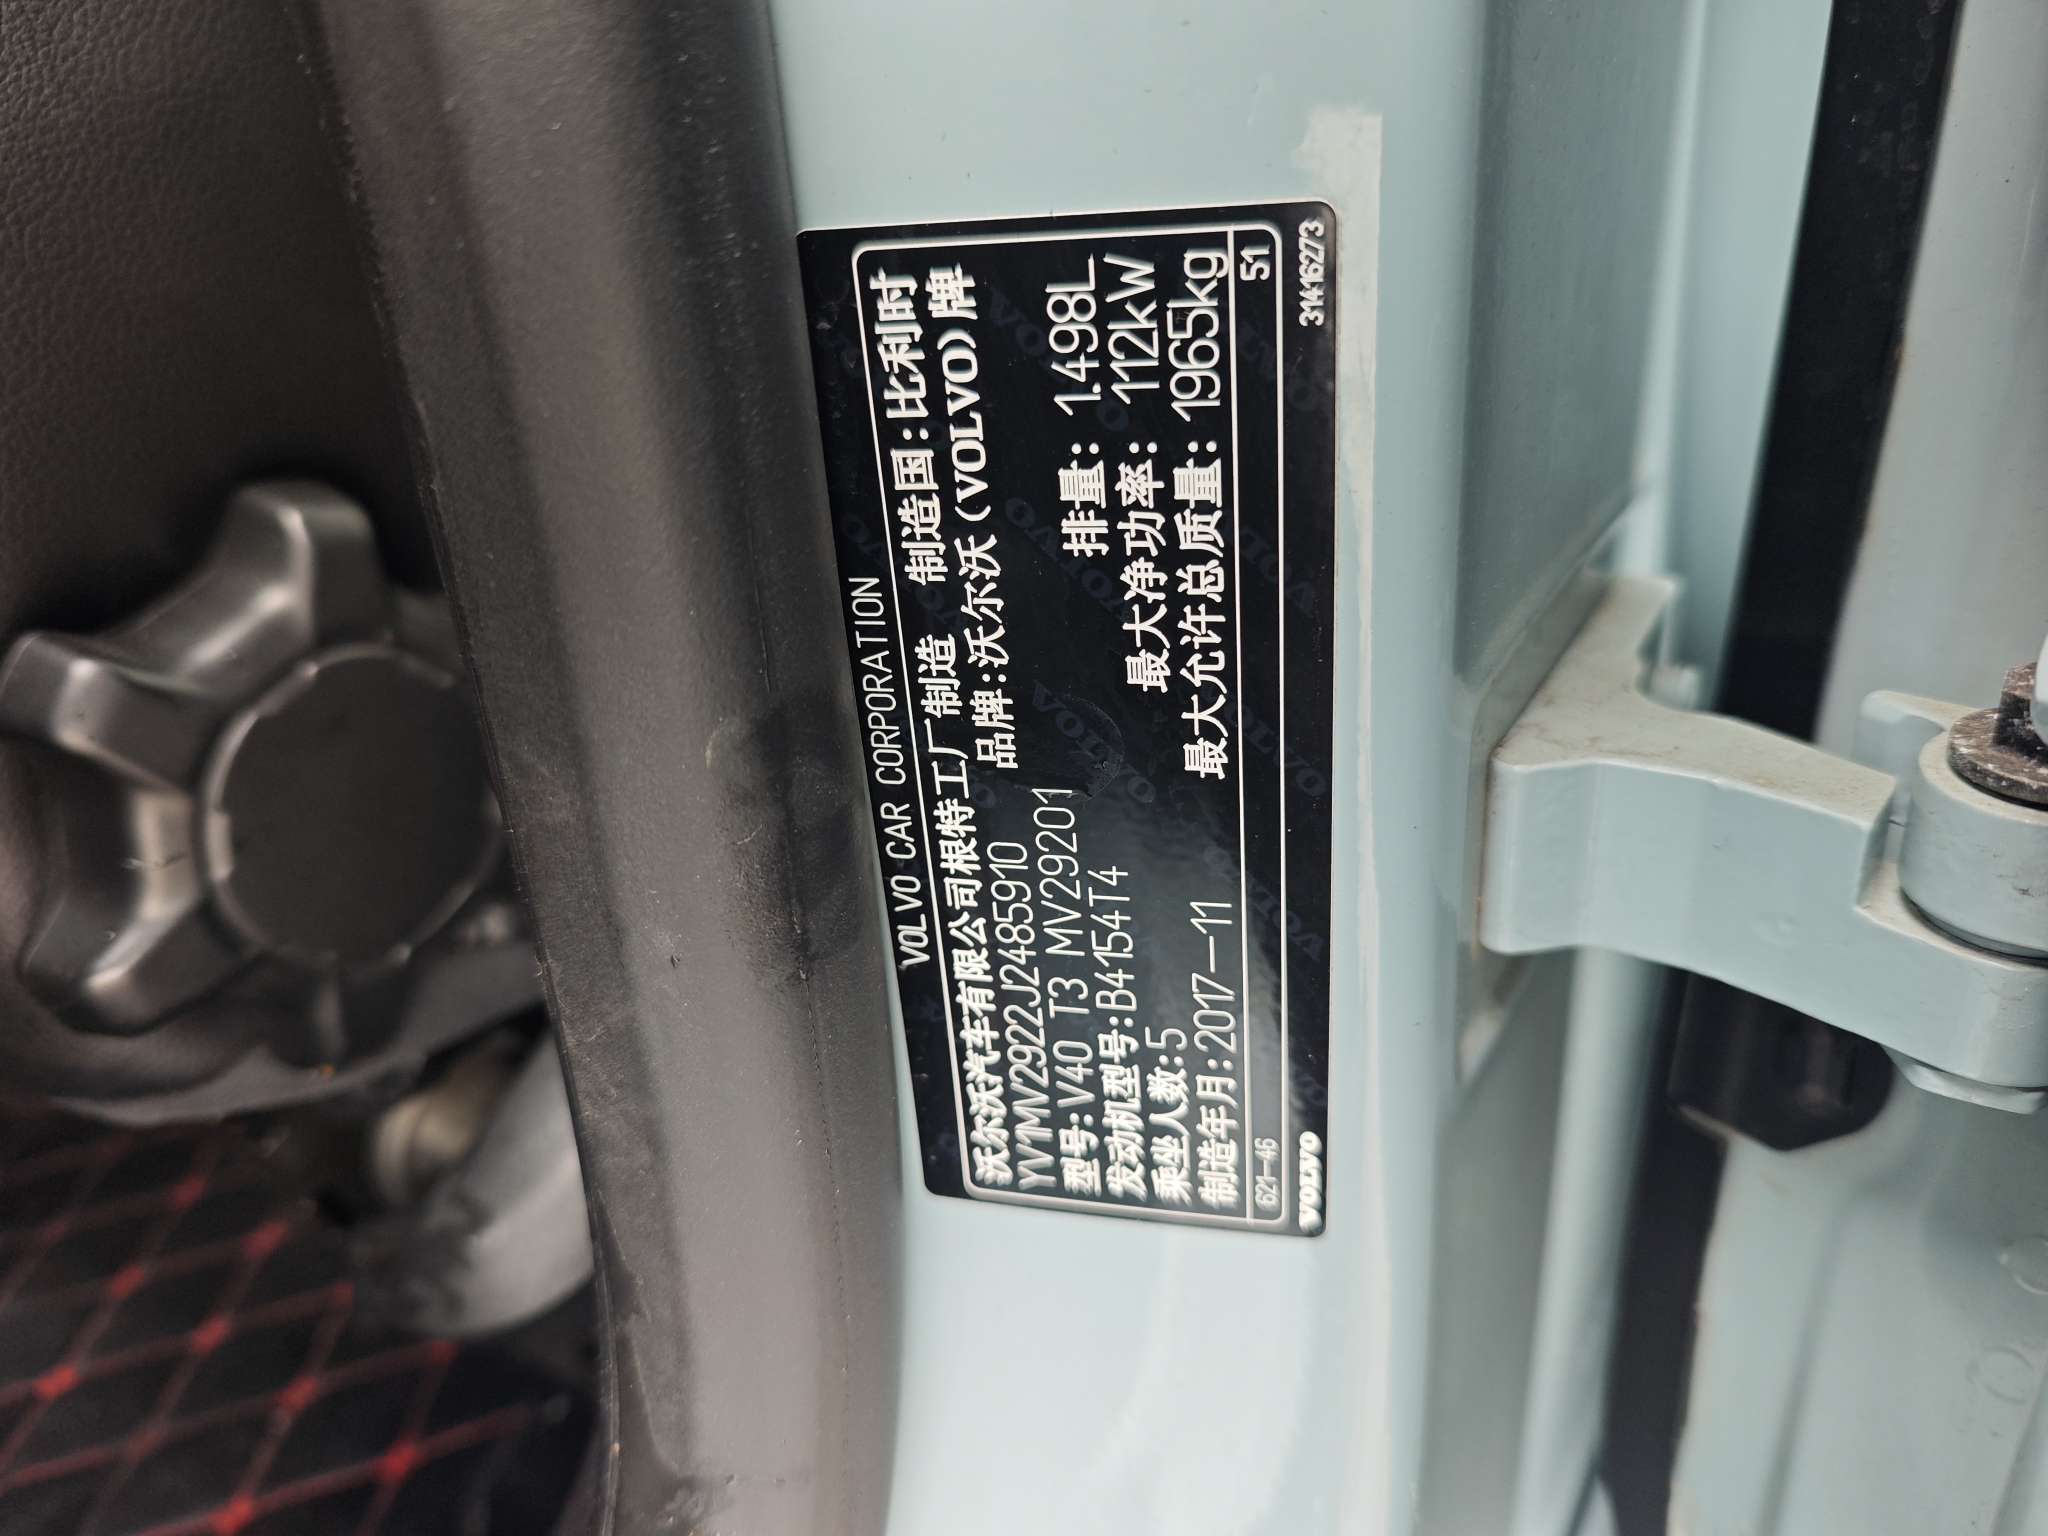 VOLVO CAR CORPORATION
沃尔沃汽车有限公司根特工厂制造 制造国:比利时
YV1MV2922J2485910 品牌:沃尔沃(VOLVO)牌
型号:V40 T3 MV29201 排量: 1.498L
发动机型号:B4154T4 最大净功率: 112kW
乘坐人数:5 最大允许总质量: 1965kg
制造年月:2017-11
621-46 51
VOLVO 31416273